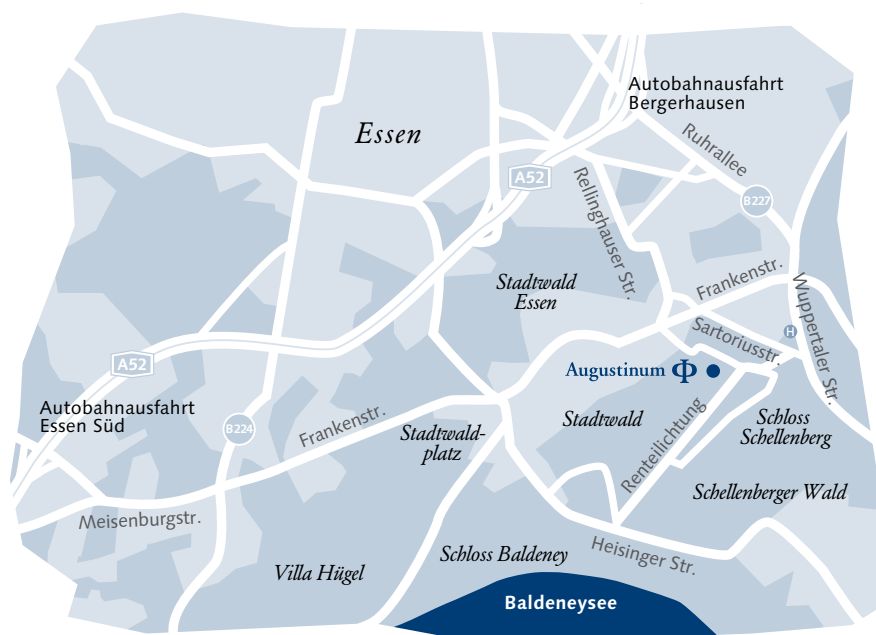 Autobahnausfahrt
Bergerhausen
Essen
Ruhrallee
A52
B227
Rellinghauser Str.
Stadtwald
Essen
Frankenstr.
Wuppertaler Str.
Sartoriusstr.
H
A52
Augustinum Φ
Autobahnausfahrt
Essen Süd
B224
Frankenstr.
Stadtwald-
platz
Stadtwald
Renteilichtung
Schloss
Schellenberg
Schellenberger Wald
Meisenburgstr.
Villa Hügel
Schloss Baldeney
Heisinger Str.
Baldeneysee